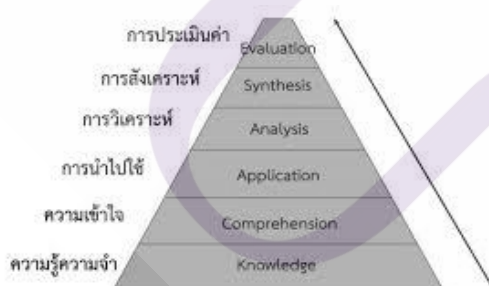 การประเมินค่า Evaluation
การสังเคราะห์ Synthesis
การวิเคราะห์ Analysis
การนำไปใช้ Application
ความเข้าใจ Comprehension
ความรู้ความจำ Knowledge